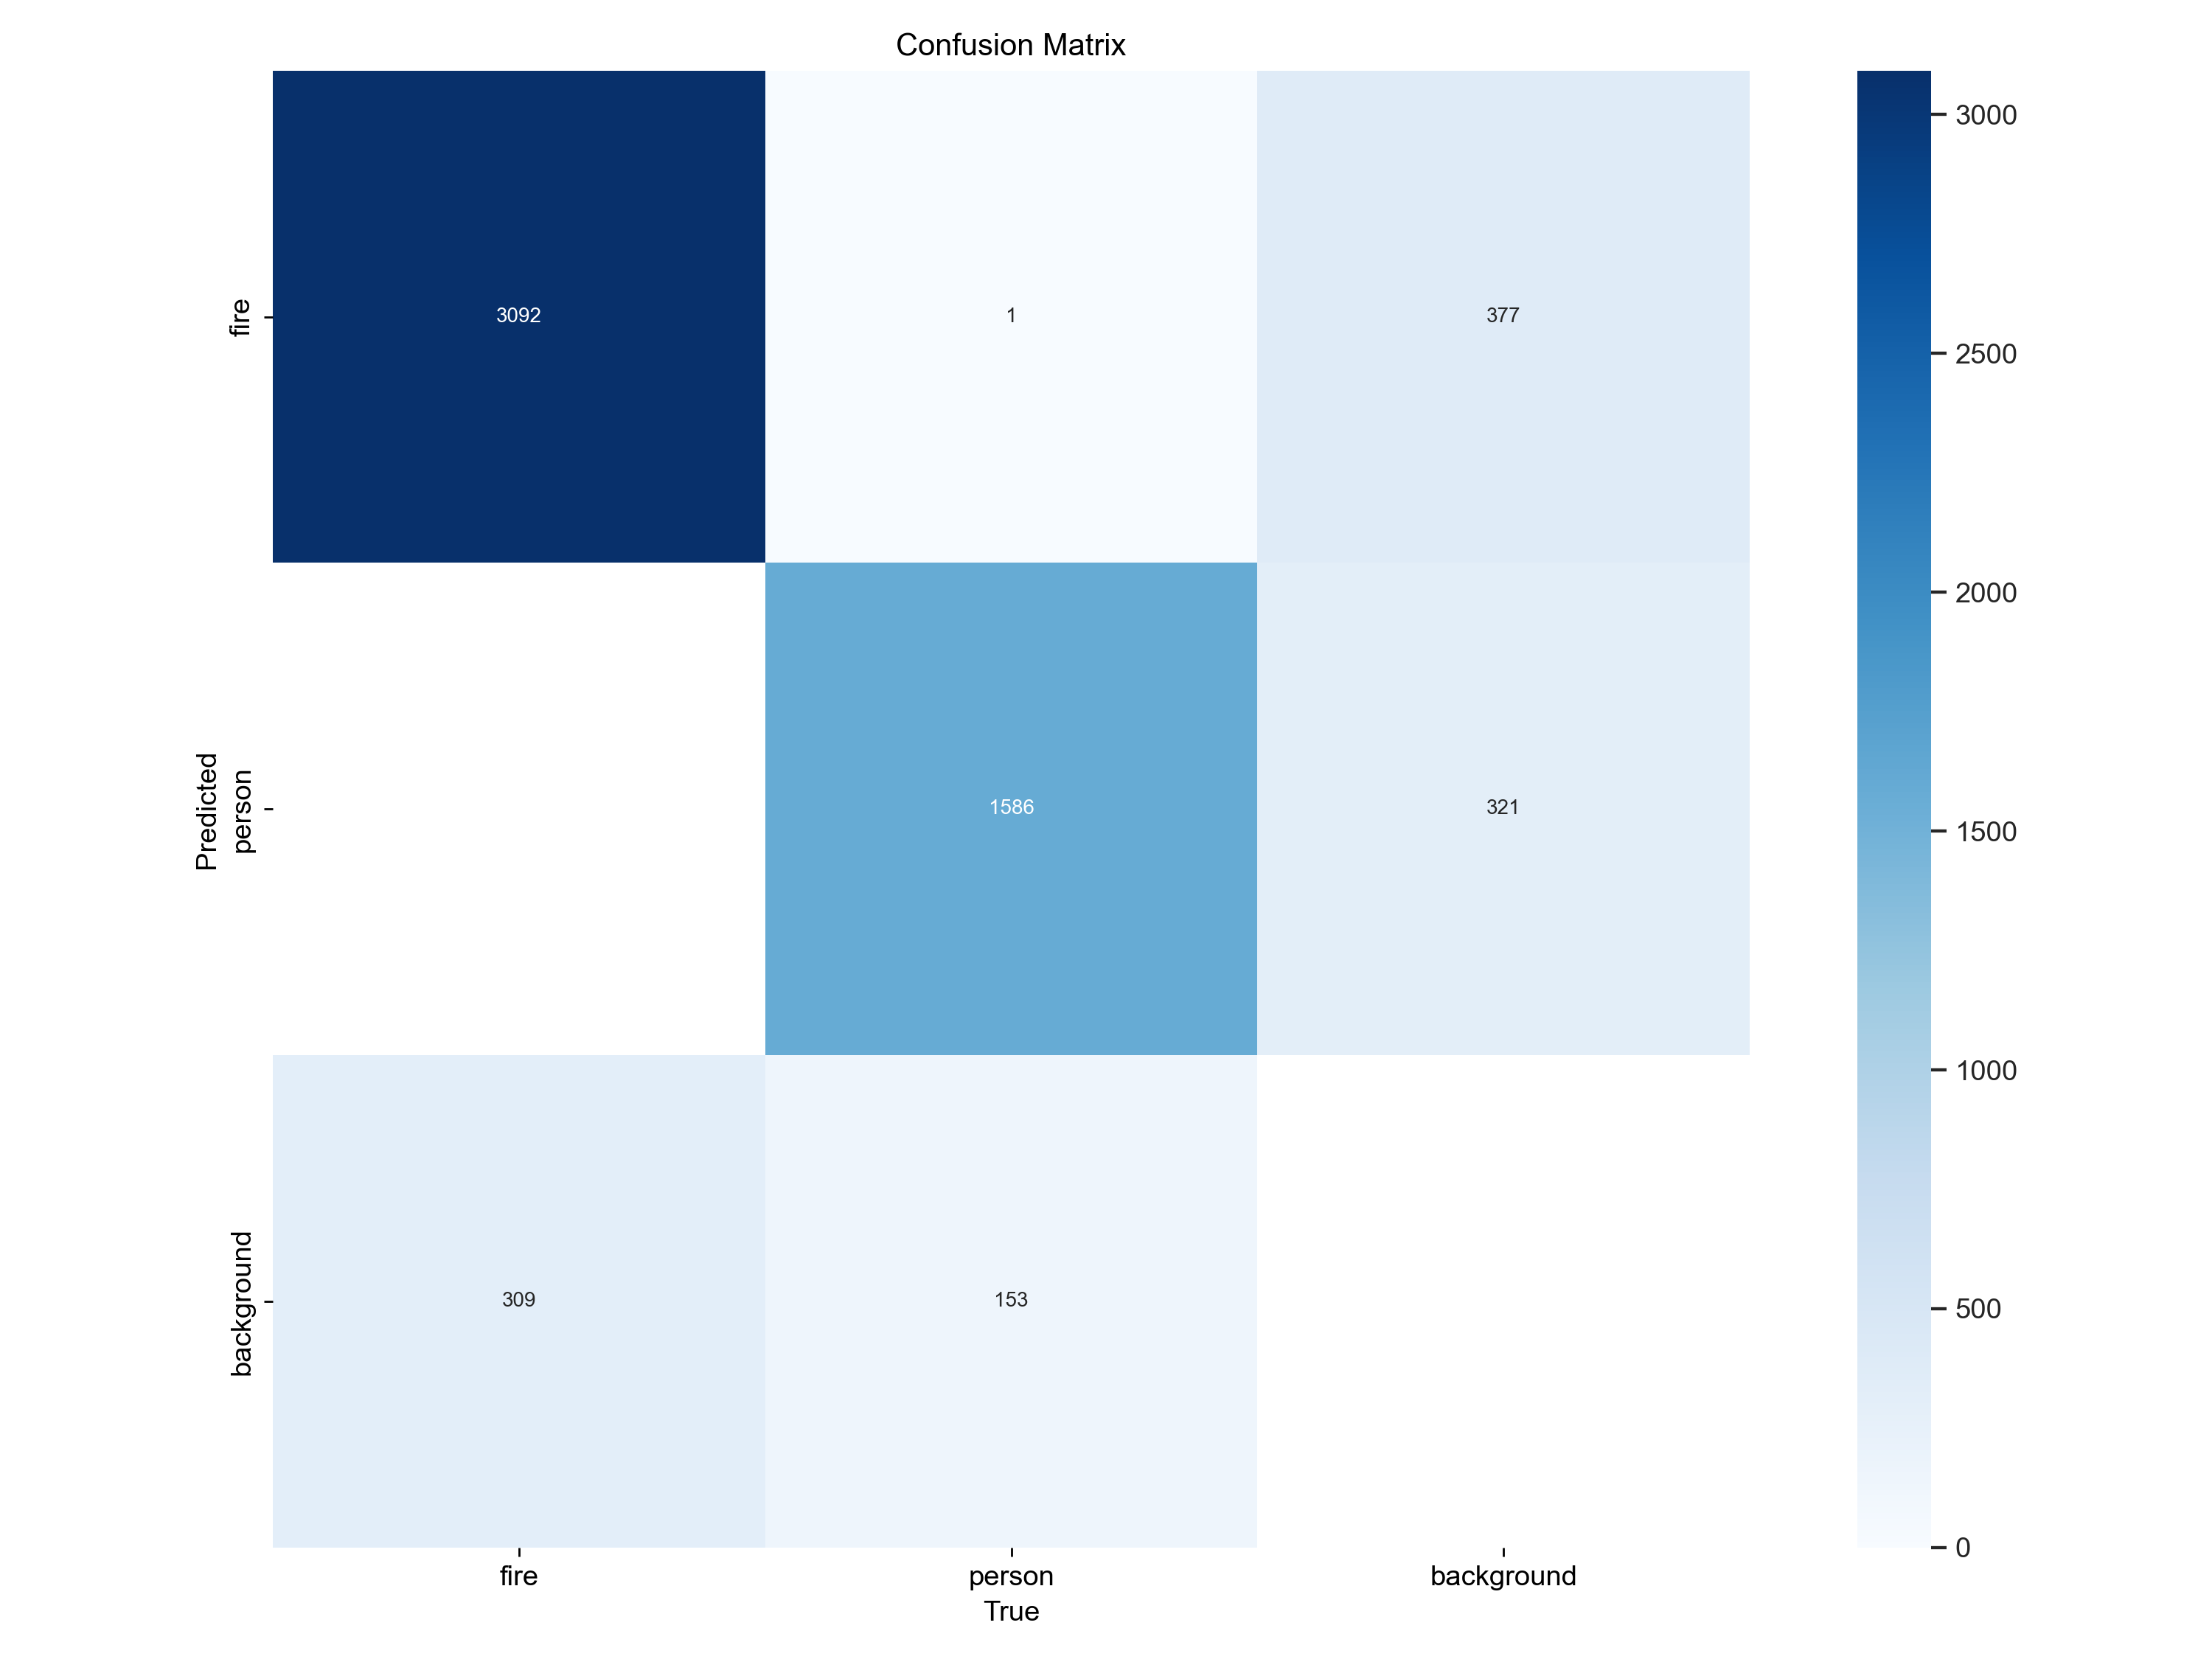 Confusion Matrix
fire
3092
1
377
3000
2500
2000
Predicted
person
1586
321
1500
1000
background
309
153
500
0
fire
person
background
True